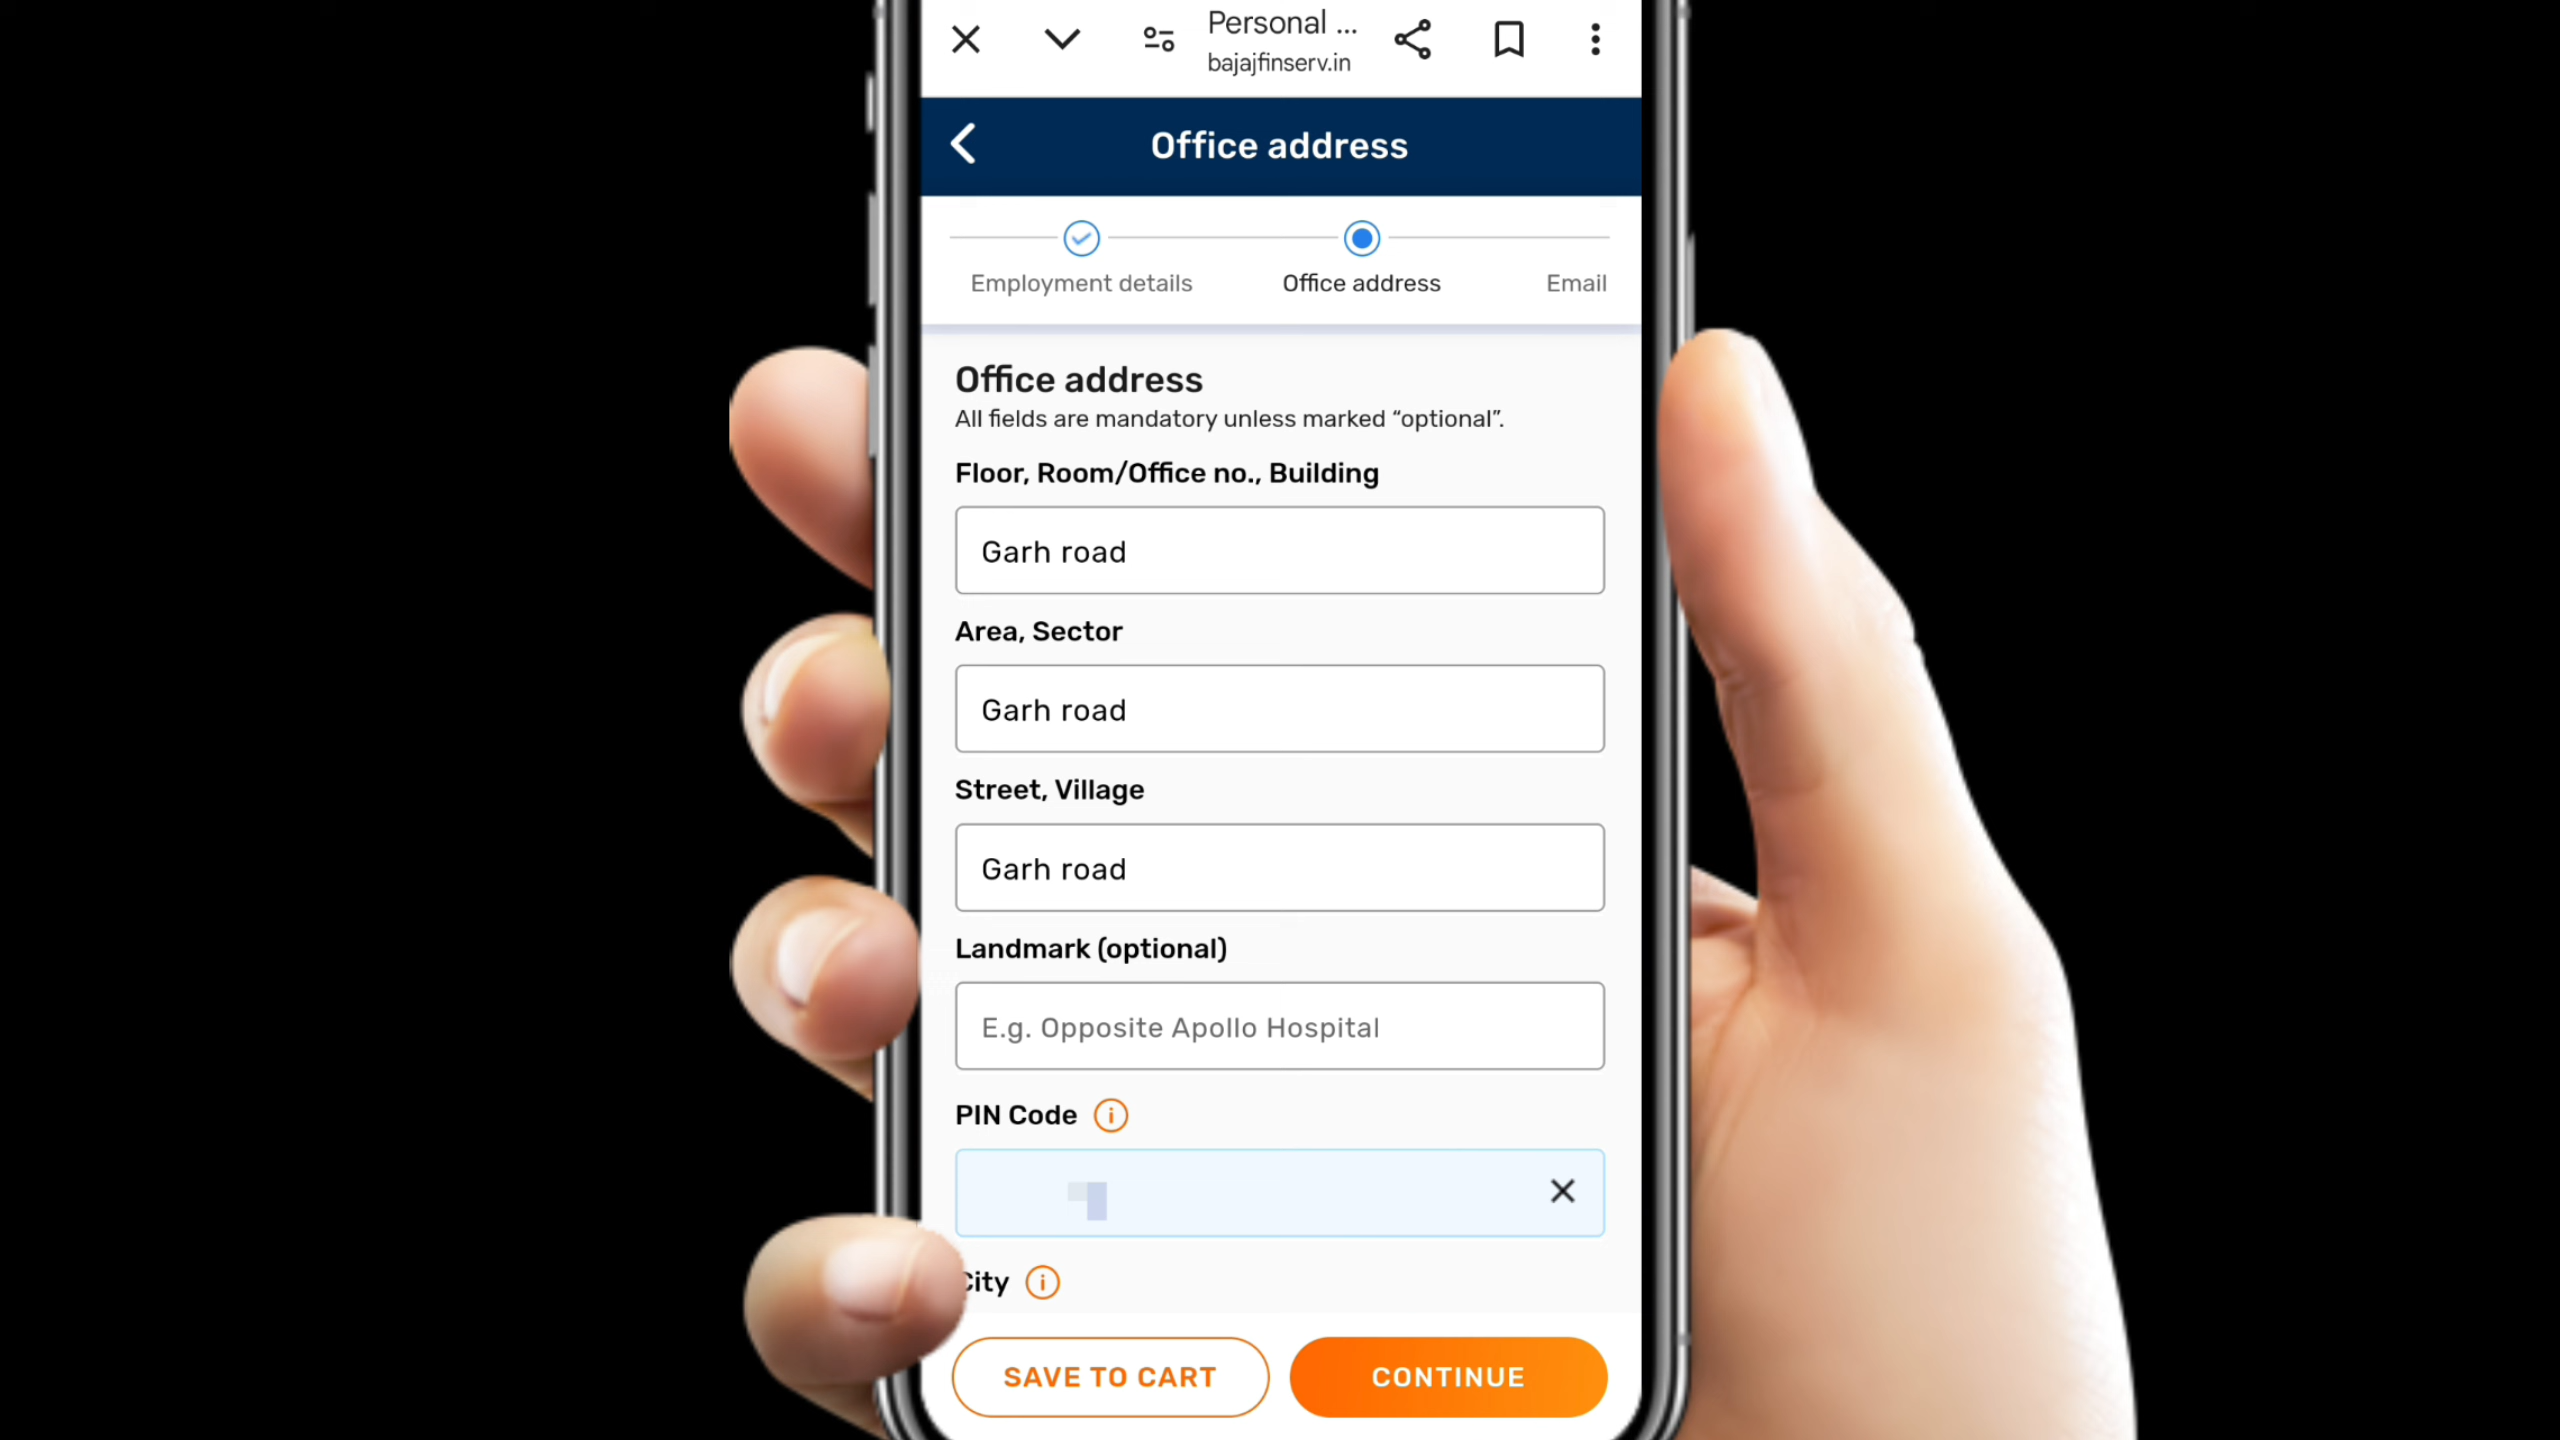 Personal ...
bajajfinserv.in
Office address
Employment details
Office address
Email
Office address
All fields are mandatory unless marked “optional”.
Floor, Room/Office no., Building
Garh road
Area, Sector
Garh road
Street, Village
Garh road
Landmark (optional)
E.g. Opposite Apollo Hospital
PIN Code
City
SAVE TO CART
CONTINUE